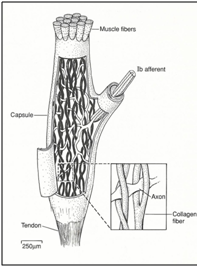 Muscle fibers
Ib afferent
Capsule
Axon
Collagen
fiber
Tendon
250µm